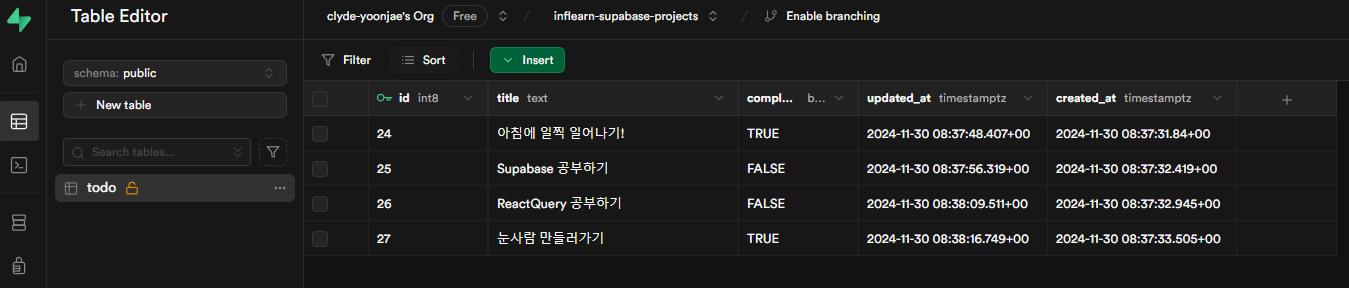 Table Editor
clyde-yoonjae's Org Free / inflearn-supabase-projects / Enable branching
schema: public
New table
Search tables...
todo
Filter Sort Insert
id int8 title text compl... b... updated_at timestamptz created_at timestamptz
24 아침에 일찍 일어나기! TRUE 2024-11-30 08:37:48.407+00 2024-11-30 08:37:31.84+00
25 Supabase 공부하기 FALSE 2024-11-30 08:37:56.319+00 2024-11-30 08:37:32.419+00
26 ReactQuery 공부하기 FALSE 2024-11-30 08:38:09.511+00 2024-11-30 08:37:32.945+00
27 눈사람 만들러가기 TRUE 2024-11-30 08:38:16.749+00 2024-11-30 08:37:33.505+00